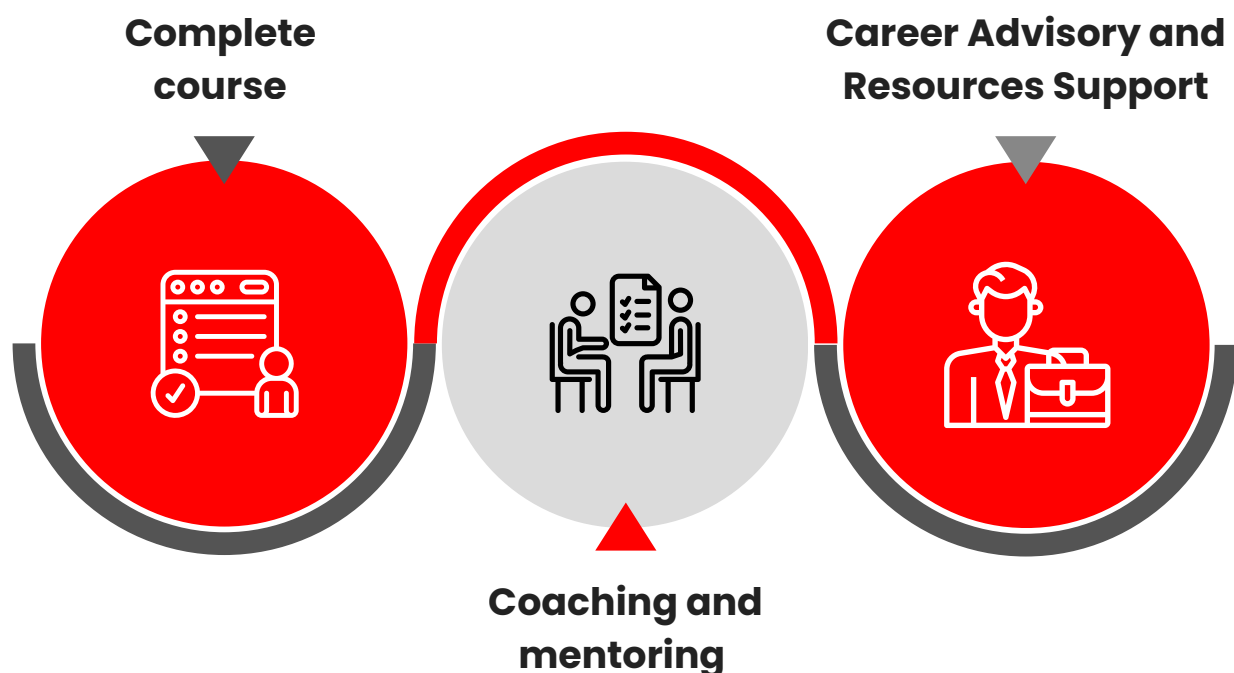 Complete
course
Career Advisory and
Resources Support
Coaching and
mentoring